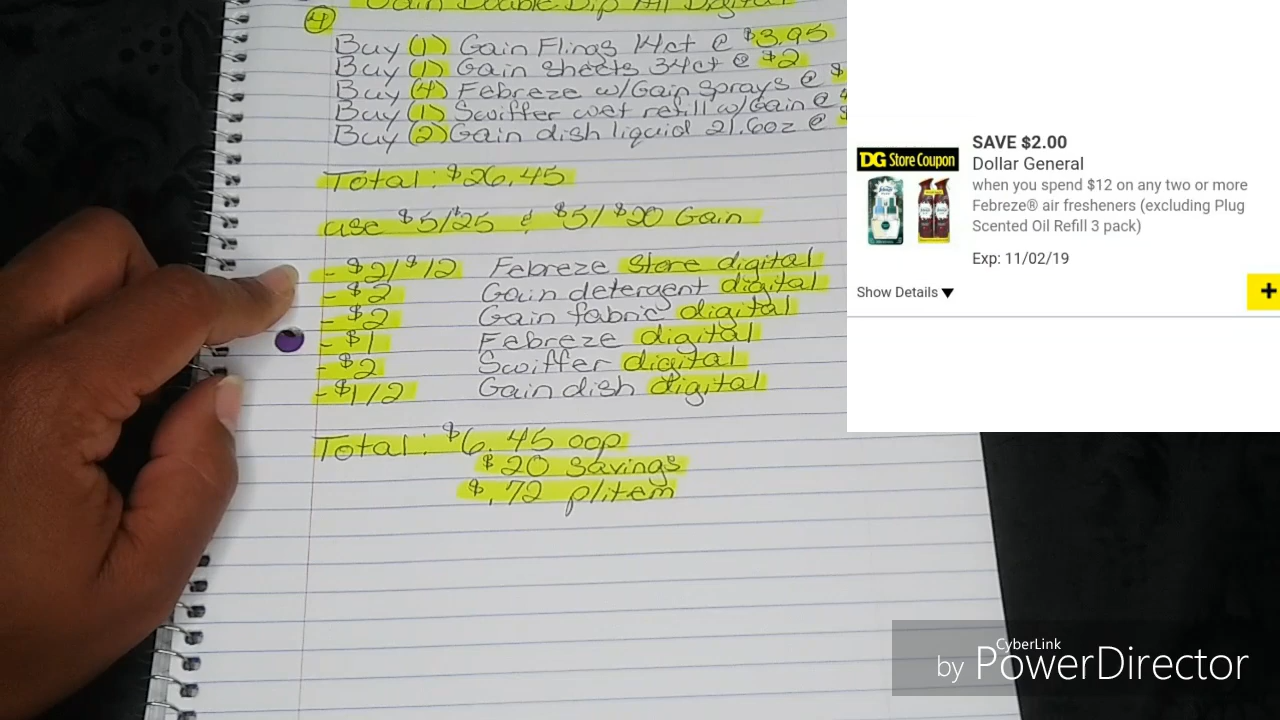 Gain Double Dip All Digital
4
Buy (1) Gain Flings 14ct @ $3.95
Buy (1) Gain sheets 34ct @ $2
Buy (4) Febreze w/Gain sprays @ $
Buy (1) Swiffer wet refill w/Gain @
Buy (2) Gain dish liquid 21.6oz @ $
Total: $26.45
use $5/$25 & $5/$20 Gain
- $2/$12 Febreze Store digital
- $2 Gain detergent digital
- $2 Gain fabric digital
- $1 Febreze digital
- $2 Swiffer digital
- $1/2 Gain dish digital
Total: $6.45 oop
$20 savings
$.72 p/item
DG Store Coupon
SAVE $2.00
Dollar General
when you spend $12 on any two or more
Febreze® air fresheners (excluding Plug
Scented Oil Refill 3 pack)
Exp: 11/02/19
Show Details ▼
+
CyberLink
by PowerDirector